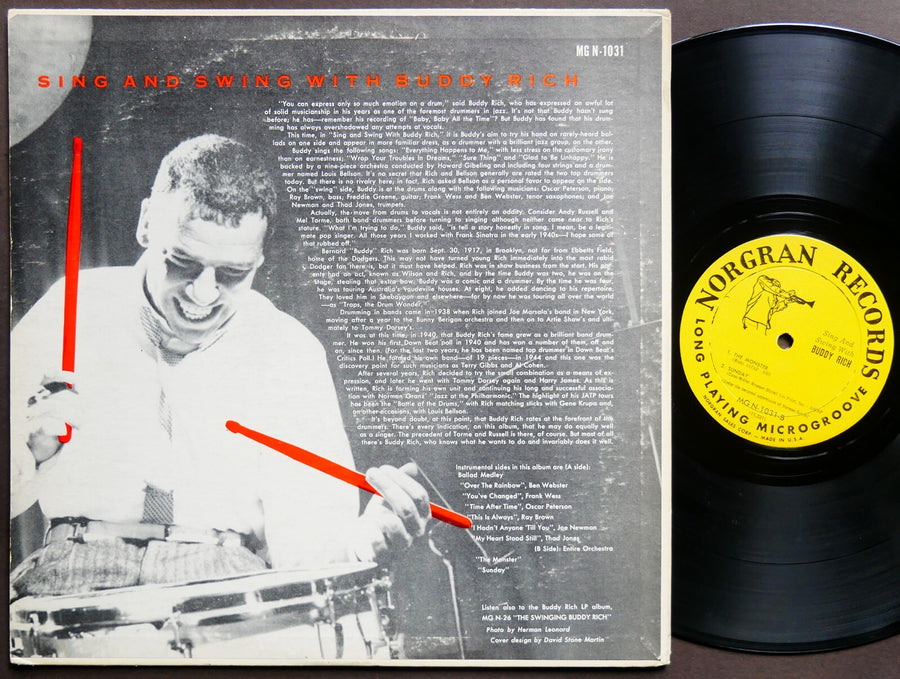 MG N-1031
SING AND SWING WITH BUDDY RICH
"You can express only so much emotion on a drum," said Buddy Rich, who has expressed an awful lot
of solid musicianship in his years as one of the foremost drummers in jazz. It's not that Buddy hasn't sung
before; he has—remember his recording of "Baby, Baby All the Time"? But Buddy has found that his drum-
ming has always overshadowed any attempts at vocals.
This time, in "Sing and Swing With Buddy Rich," it is Buddy's aim to try his hand on rarely-heard bal-
lads on one side and appear in more familiar dress, as a drummer with a brilliant jazz group, on the other.
Buddy sings the following songs: "Everything Happens to Me," with less stress on the customary irony
than on earnestness; "Wrap Your Troubles In Dreams," "Sure Thing" and "Glad to Be Unhappy." He is
backed by a nine-piece orchestra conducted by Howard Gibeling and including four strings and a drum-
mer named Louis Bellson. It's no secret that Rich and Bellson generally are rated the two top drummers
today. But there is no rivalry here; in fact, Rich asked Bellson as a personal favor to appear on the side.
On the "swing" side, Buddy is at the drums along with the following musicians: Oscar Peterson, piano;
Ray Brown, bass; Freddie Greene, guitar; Frank Wess and Ben Webster, tenor saxophones; and Joe
Newman and Thad Jones, trumpets.
Actually, the move from drums to vocals is not entirely an oddity. Consider Andy Russell and
Mel Torme, both band drummers before turning to singing although neither came near to Rich's
stature. "What I'm trying to do," Buddy said, "is tell a story honestly in song, I mean, be a legiti-
mate pop singer. All those years I worked with Frank Sinatra in the early 1940s—I hope some of
that rubbed off."
Bernard "Buddy" Rich was born Sept. 30, 1917, in Brooklyn, not far from Ebbetts Field,
home of the Dodgers. This may not have turned young Rich immediately into the most rabid
Dodger fan there is, but it must have helped. Rich was in show business from the start. His par-
ents had an act, known as Wilson and Rich, and by the time Buddy was two, he was on
stage, stealing that extra bow. Buddy was a comic and a drummer. By the time he was four,
he was touring Australia's vaudeville houses. At eight, he added dancing to his repertoire.
They loved him in Sheboygan and elsewhere—for by now he was touring all over the world
—as "Traps, the Drum Wonder."
Drumming in bands came in 1938 when Rich joined Joe Marsala's band in New York,
moving after a year to the Bunny Berigan orchestra and then on to Artie Shaw's and ulti-
mately to Tommy Dorsey's.
It was at this time, in 1940, that Buddy Rich's fame grew as a brilliant band drum-
mer. He won his first Down Beat poll in 1940 and has won a number of them, off and
on, since then. (For the last two years, he has been named top drummer in Down Beat's
Critics Poll.) He formed his own band—of 19 pieces—in 1944 and this one was the
discovery point for such musicians as Terry Gibbs and Al Cohen.
After several years, Rich decided to try the small combination as a means of ex-
pression, and later he went with Tommy Dorsey again and Harry James. As this is
written, Rich is forming his own unit and continuing his long and successful associa-
tion with Norman Granz' "Jazz at the Philharmonic." The highlight of his JATP tours
has been the "Battle of the Drums," with Rich matching sticks with Gene Krupa and,
on other occasions, with Louis Bellson.
It's beyond doubt, at this point, that Buddy Rich rates at the forefront of his
drummers. There's every indication, on this album, that he may do equally well
as a singer. The precedent of Torme and Russell is there, of course. But most of all
there's Buddy Rich, who knows what he wants to do and invariably does it well.
Instrumental sides in this album are (A side):
Ballad Medley
"Over The Rainbow", Ben Webster
"You've Changed", Frank Wess
"Time After Time", Oscar Peterson
"This Is Always", Ray Brown
"I Hadn't Anyone 'Till You", Joe Newman
"My Heart Stood Still", Thad Jones
(B Side): Entire Orchestra
"The Monster"
"Sunday"
Listen also to the Buddy Rich LP album,
MG N-26 "THE SWINGING BUDDY RICH"
Photo by Herman Leonard
Cover design by David Stone Martin
NORGRAN RECORDS
Sing And
Swing With
BUDDY RICH
1. THE MONSTER
2. SUNDAY
MG N-1031-B
LONG PLAYING MICROGROOVE
NORGRAN SALES CORP. — MADE IN U.S.A.